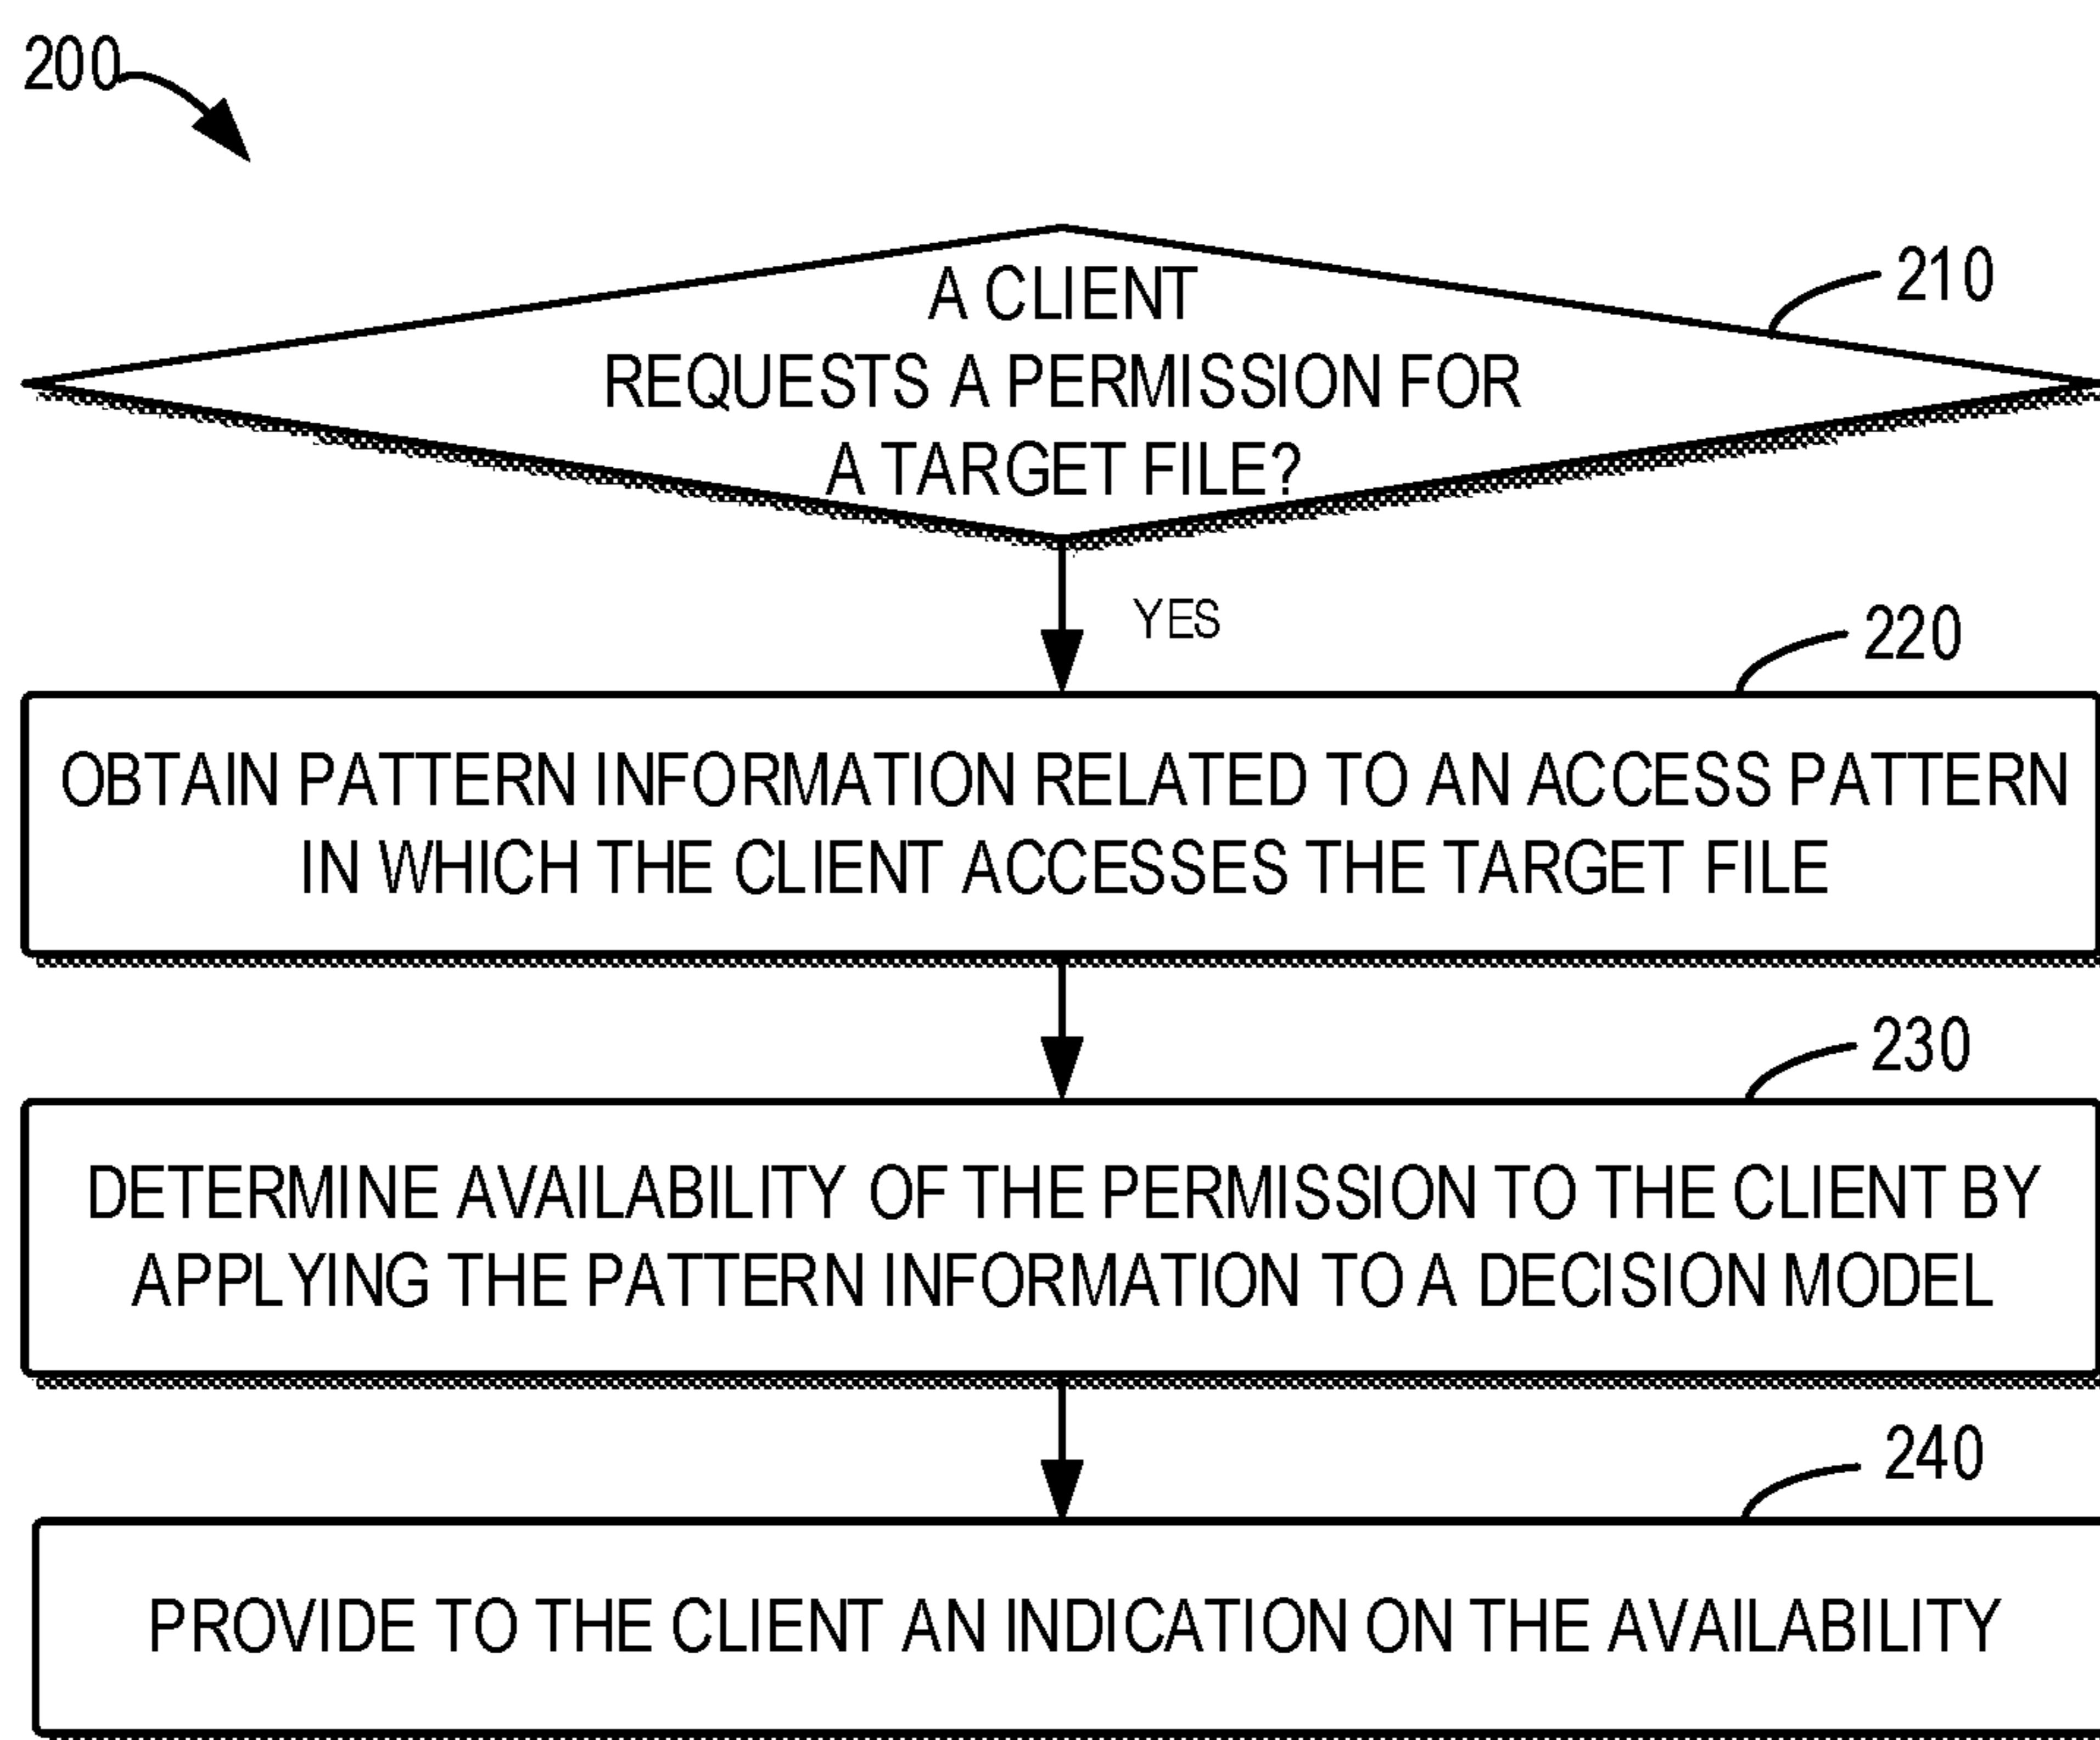 200
210
A CLIENT
REQUESTS A PERMISSION FOR
A TARGET FILE?
YES
220
OBTAIN PATTERN INFORMATION RELATED TO AN ACCESS PATTERN
IN WHICH THE CLIENT ACCESSES THE TARGET FILE
230
DETERMINE AVAILABILITY OF THE PERMISSION TO THE CLIENT BY
APPLYING THE PATTERN INFORMATION TO A DECISION MODEL
240
PROVIDE TO THE CLIENT AN INDICATION ON THE AVAILABILITY